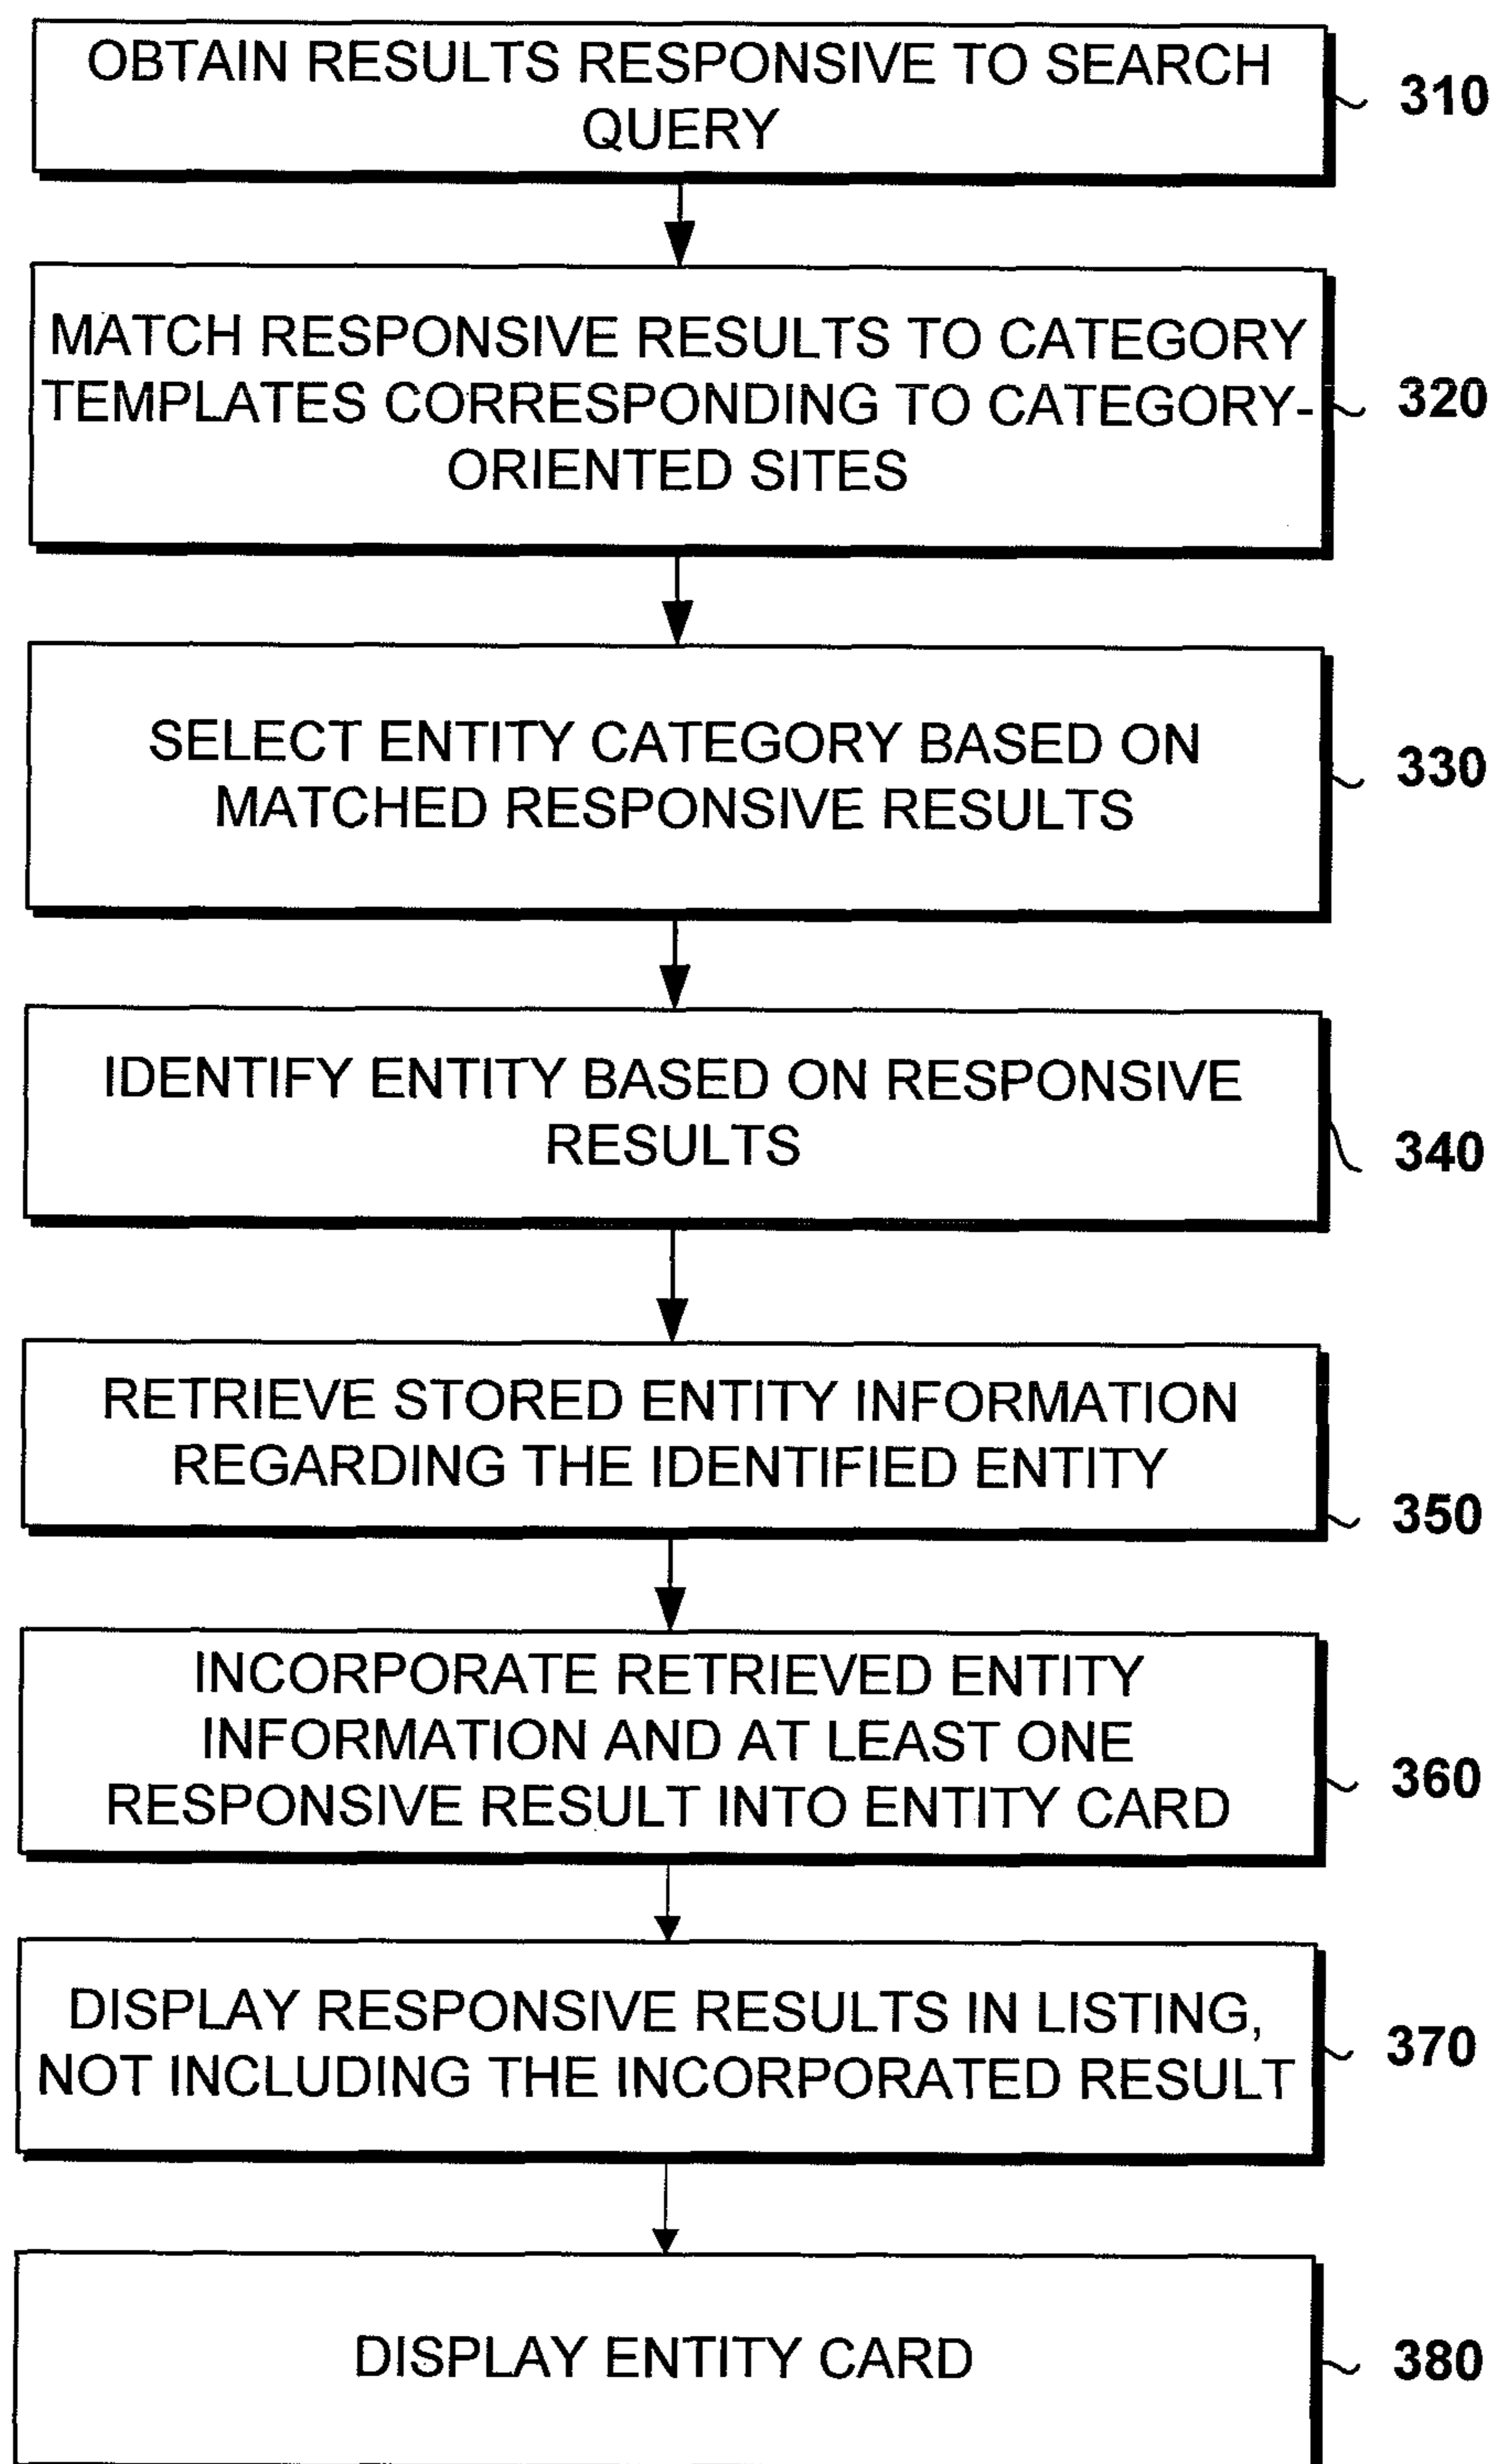 OBTAIN RESULTS RESPONSIVE TO SEARCH
QUERY
310
MATCH RESPONSIVE RESULTS TO CATEGORY
TEMPLATES CORRESPONDING TO CATEGORY-
ORIENTED SITES
320
SELECT ENTITY CATEGORY BASED ON
MATCHED RESPONSIVE RESULTS
330
IDENTIFY ENTITY BASED ON RESPONSIVE
RESULTS
340
RETRIEVE STORED ENTITY INFORMATION
REGARDING THE IDENTIFIED ENTITY
350
INCORPORATE RETRIEVED ENTITY
INFORMATION AND AT LEAST ONE
RESPONSIVE RESULT INTO ENTITY CARD
360
DISPLAY RESPONSIVE RESULTS IN LISTING,
NOT INCLUDING THE INCORPORATED RESULT
370
DISPLAY ENTITY CARD
380